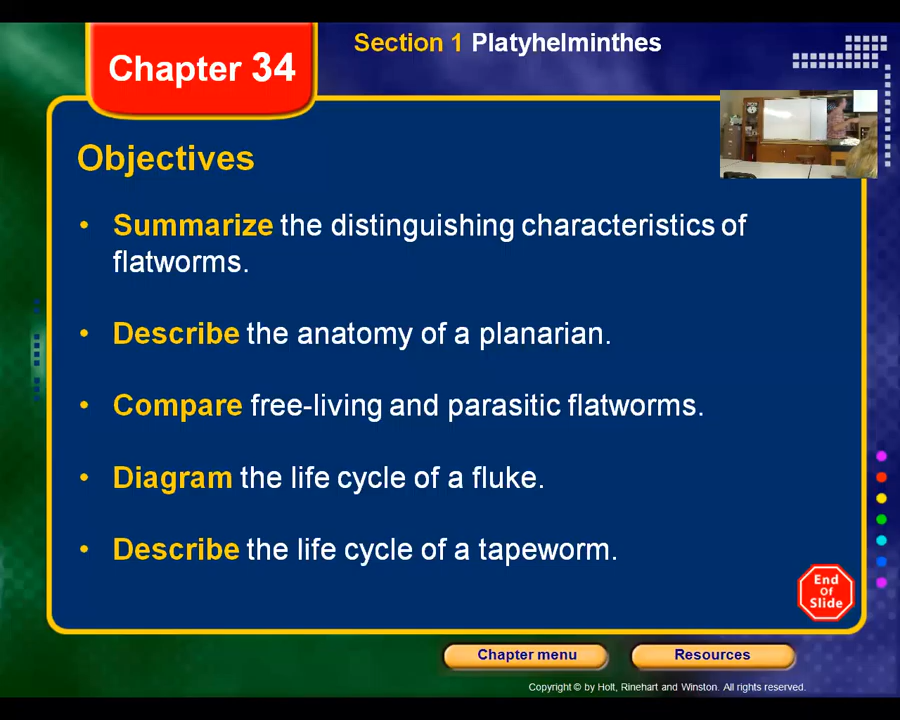 Chapter 34
Section 1 Platyhelminthes
Objectives
• Summarize the distinguishing characteristics of
flatworms.
• Describe the anatomy of a planarian.
• Compare free-living and parasitic flatworms.
• Diagram the life cycle of a fluke.
• Describe the life cycle of a tapeworm.
End
Of
Slide
Chapter menu
Resources
Copyright © by Holt, Rinehart and Winston. All rights reserved.